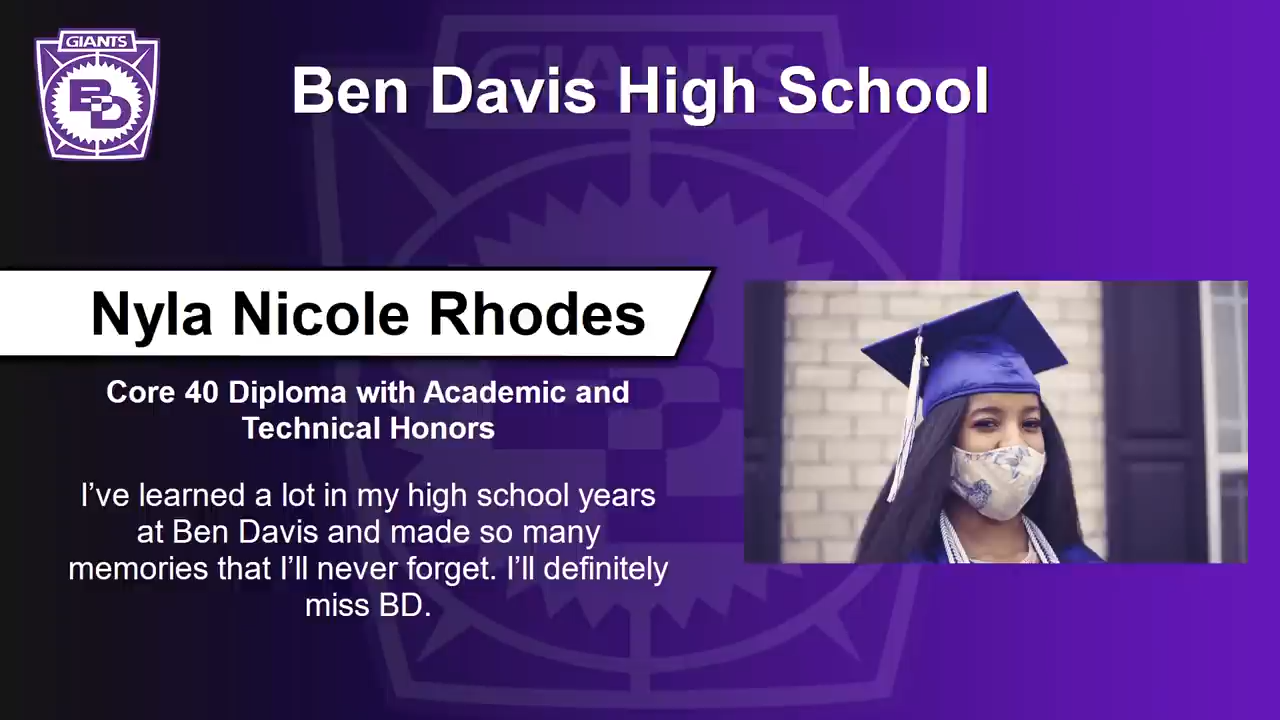 GIANTS
BD
Ben Davis High School
Nyla Nicole Rhodes
Core 40 Diploma with Academic and
Technical Honors
I’ve learned a lot in my high school years
at Ben Davis and made so many
memories that I’ll never forget. I’ll definitely
miss BD.